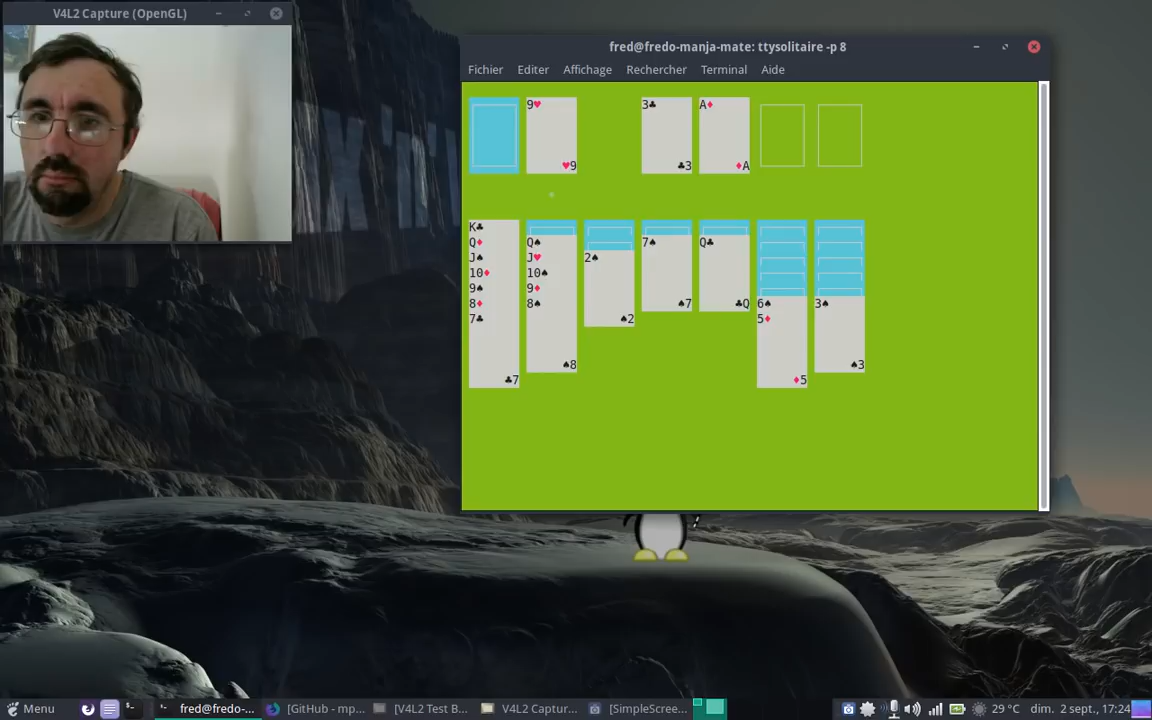 V4L2 Capture (OpenGL)
fred@fredo-manja-mate: ttysolitaire -p 8
Fichier Editer Affichage Rechercher Terminal Aide
9♥ 3♣ A♦
♥9 ♣3 ♦A
K♣
Q♦ Q♠ 7♠ Q♣
J♠ J♥ 2♠
10♦ 10♠
9♠ 9♦ ♠7 ♣Q 6♠ 3♠
7♣ 8♦ 8♠ ♠2 5♦
♠8 ♠3
♣7 ♦5
Menu fred@fredo-... [GitHub - mp... [V4L2 Test B... V4L2 Captur... [SimpleScree... 29 °C dim. 2 sept., 17:24